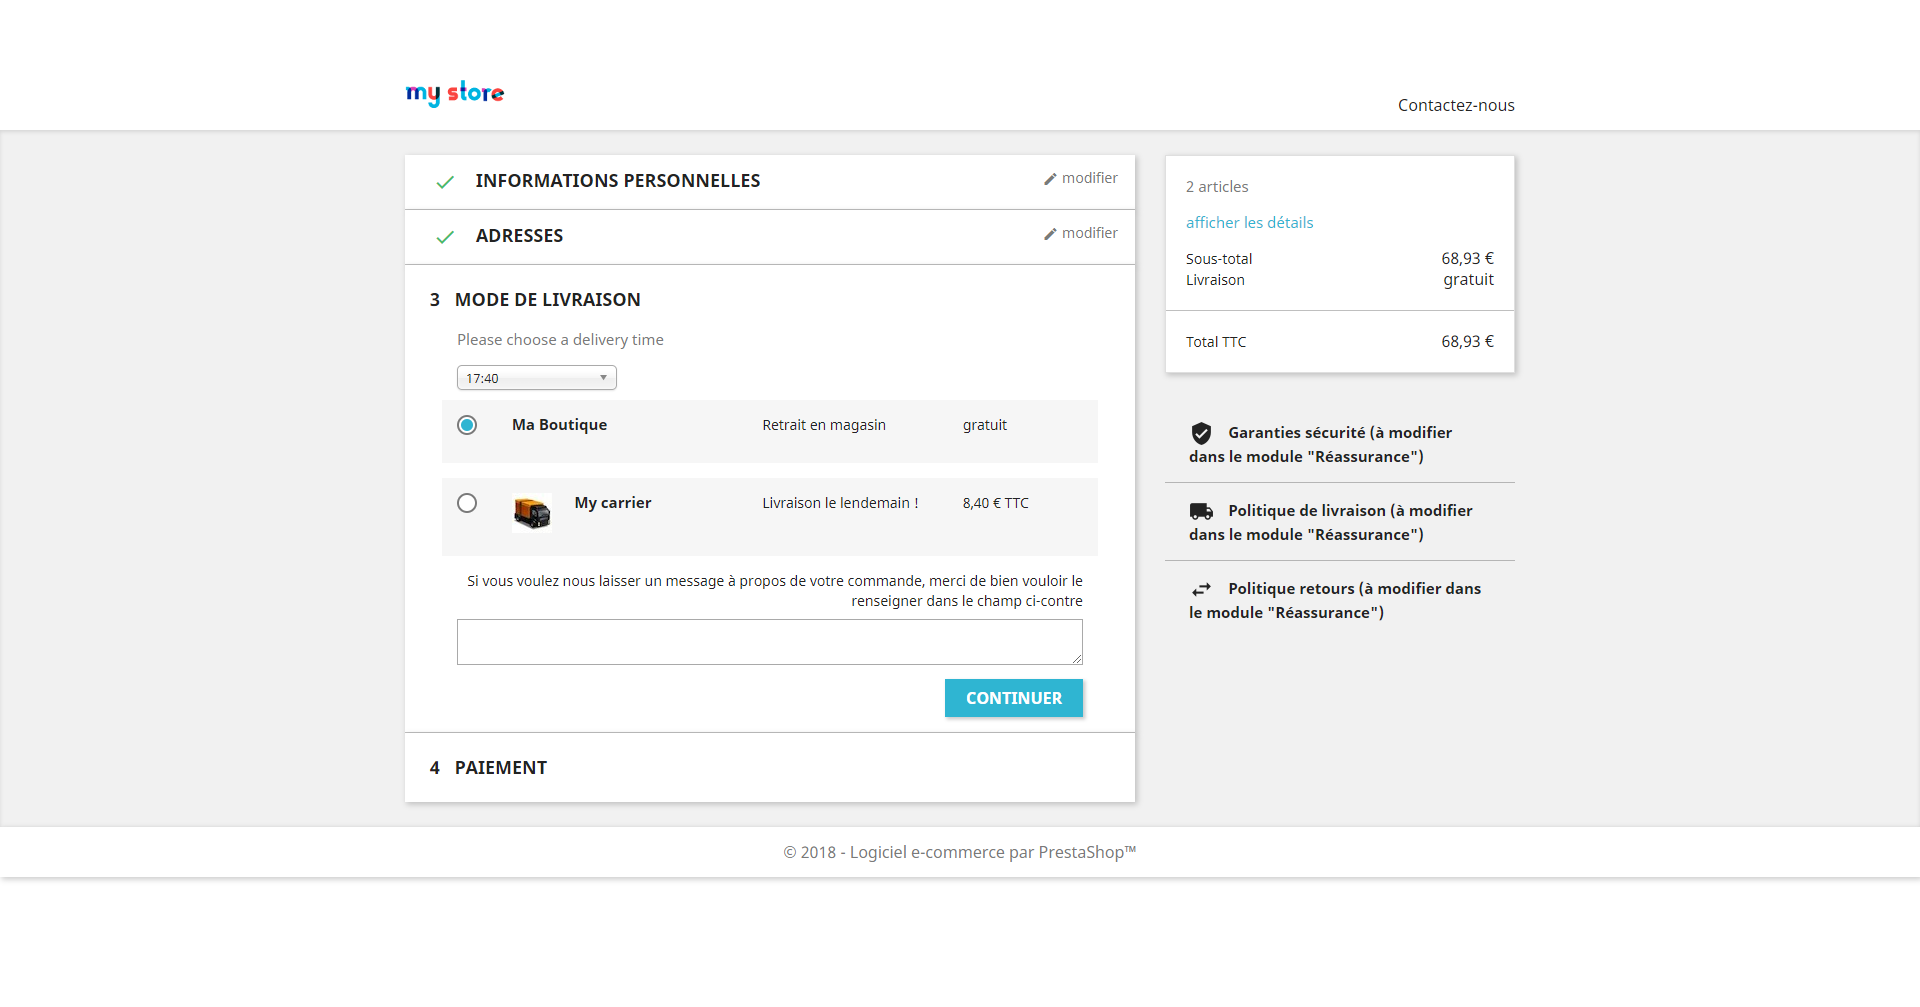 my store
Contactez-nous
INFORMATIONS PERSONNELLES
modifier
ADRESSES
modifier
3 MODE DE LIVRAISON
Please choose a delivery time
17:40
Ma Boutique Retrait en magasin gratuit
My carrier Livraison le lendemain ! 8,40 € TTC
Si vous voulez nous laisser un message à propos de votre commande, merci de bien vouloir le
renseigner dans le champ ci-contre
CONTINUER
4 PAIEMENT
2 articles
afficher les détails
Sous-total 68,93 €
Livraison gratuit
Total TTC 68,93 €
Garanties sécurité (à modifier
dans le module "Réassurance")
Politique de livraison (à modifier
dans le module "Réassurance")
Politique retours (à modifier dans
le module "Réassurance")
© 2018 - Logiciel e-commerce par PrestaShop™